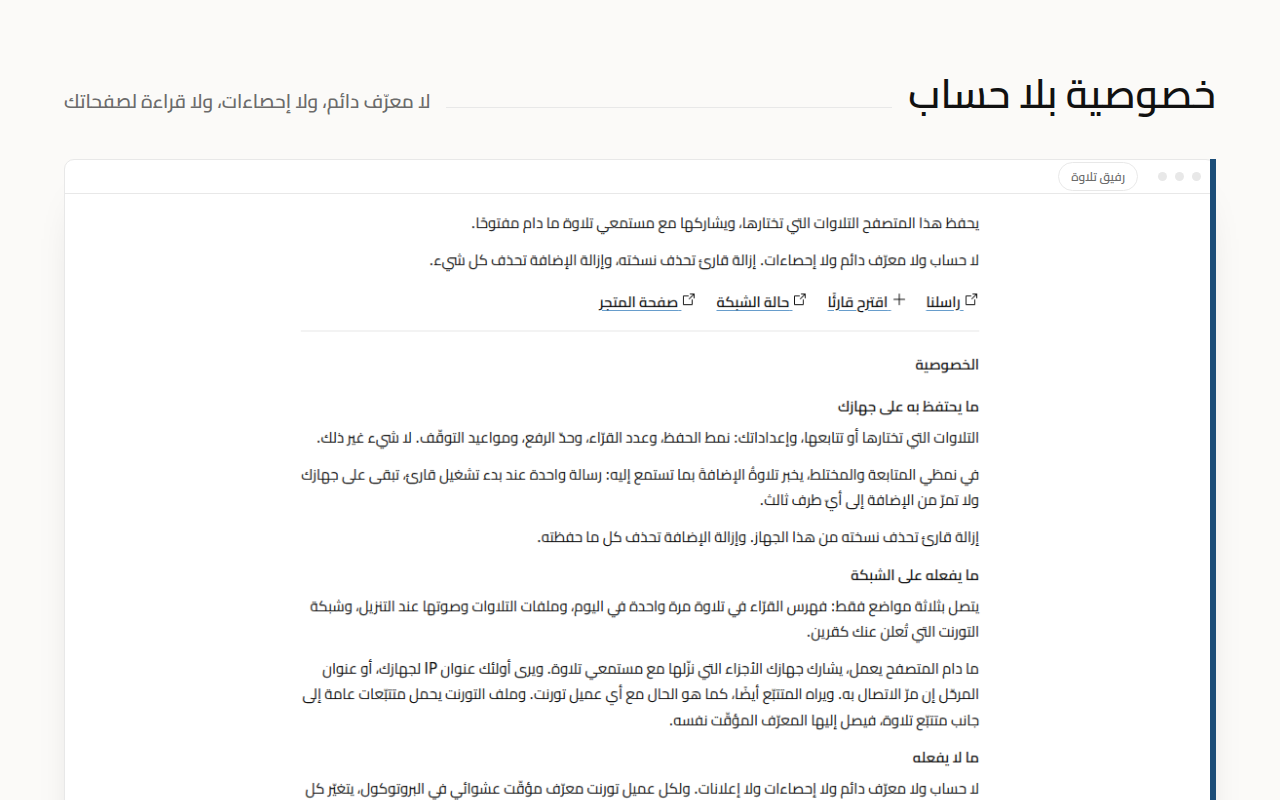 خصوصية بلا حساب
لا معرّف دائم، ولا إحصاءات، ولا قراءة لصفحاتك
رفيق تلاوة
يحفظ هذا المتصفح التلاوات التي تختارها، ويشاركها مع مستمعي تلاوة ما دام مفتوحًا.
لا حساب ولا معرّف دائم ولا إحصاءات. إزالة قارئ تحذف نسخته، وإزالة الإضافة تحذف كل شيء.
راسلنا
اقترح قارئًا
حالة الشبكة
صفحة المتجر
الخصوصية
ما يحتفظ به على جهازك
التلاوات التي تختارها أو تتابعها، وإعداداتك: نمط الحفظ، وعدد القرّاء، وحدّ الرفع، ومواعيد التوقّف. لا شيء غير ذلك.
في نمطَي المتابعة والمختلط، يخبر تلاوةُ الإضافةَ بما تستمع إليه: رسالة واحدة عند بدء تشغيل قارئ، تبقى على جهازك
ولا تمرّ من الإضافة إلى أيّ طرف ثالث.
إزالة قارئ تحذف نسخته من هذا الجهاز. وإزالة الإضافة تحذف كل ما حفظته.
ما يفعله على الشبكة
يتصل بثلاثة مواضع فقط: فهرس القرّاء في تلاوة مرة واحدة في اليوم، وملفات التلاوات وصوتها عند التنزيل، وشبكة
التورنت التي تُعلن عنك كقرين.
ما دام المتصفح يعمل، يشارك جهازك الأجزاء التي نزّلها مع مستمعي تلاوة. ويرى أولئك عنوان IP لجهازك، أو عنوان
المرحّل إن مرّ الاتصال به. ويراه المتتبّع أيضًا، كما هو الحال مع أي عميل تورنت. وملف التورنت يحمل متتبّعات عامة إلى
جانب متتبّع تلاوة، فيصل إليها المعرّف المؤقّت نفسه.
ما لا يفعله
لا حساب ولا معرّف دائم ولا إحصاءات ولا إعلانات. ولكل عميل تورنت معرّف مؤقّت عشوائي في البروتوكول، يتغيّر كل